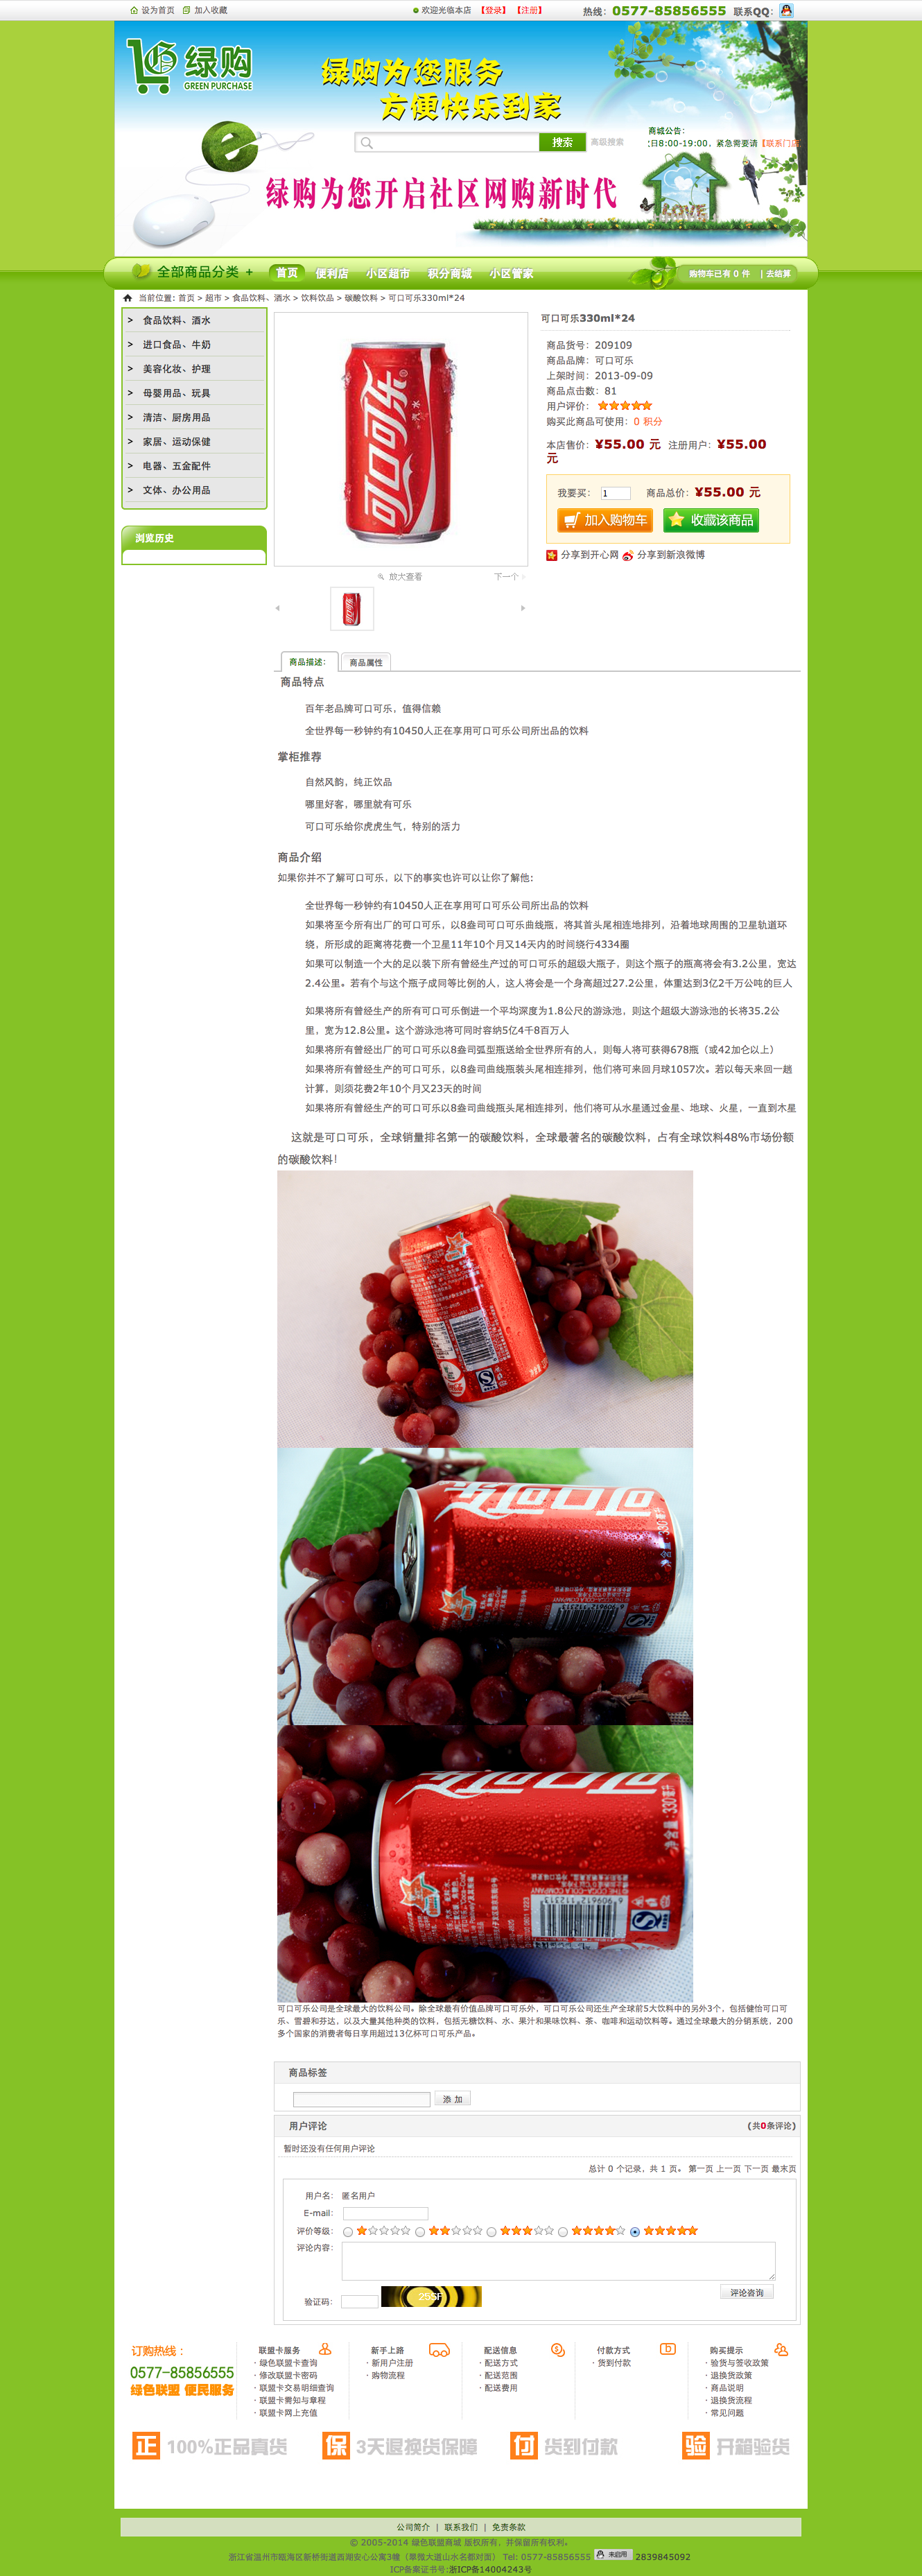 设为首页 加入收藏 欢迎光临本店 【登录】 【注册】 热线: 0577-85856555 联系QQ:
绿购
GREEN PURCHASE
绿购为您服务
方便快乐到家
搜索 高级搜索
商城公告:
日8:00-19:00, 紧急需要请【联系门店】
绿购为您开启社区网购新时代
LOVE
全部商品分类 + 首页 便利店 小区超市 积分商城 小区管家 购物车已有 0 件 | 去结算
当前位置: 首页 > 超市 > 食品饮料、酒水 > 饮料饮品 > 碳酸饮料 > 可口可乐330ml*24
> 食品饮料、酒水
> 进口食品、牛奶
> 美容化妆、护理
> 母婴用品、玩具
> 清洁、厨房用品
> 家居、运动保健
> 电器、五金配件
> 文体、办公用品
浏览历史
可口可乐
放大查看 下一个
可口可乐330ml*24
商品货号: 209109
商品品牌: 可口可乐
上架时间: 2013-09-09
商品点击数: 81
用户评价:
购买此商品可使用: 0 积分
本店售价: ¥55.00 元 注册用户: ¥55.00
元
我要买: 1 商品总价: ¥55.00 元
加入购物车 收藏该商品
分享到开心网 分享到新浪微博
商品描述: 商品属性
商品特点
百年老品牌可口可乐，值得信赖
全世界每一秒钟约有10450人正在享用可口可乐公司所出品的饮料
掌柜推荐
自然风韵，纯正饮品
哪里好客，哪里就有可乐
可口可乐给你虎虎生气，特别的活力
商品介绍
如果你并不了解可口可乐，以下的事实也许可以让你了解他:
全世界每一秒钟约有10450人正在享用可口可乐公司所出品的饮料
如果将至今所有出厂的可口可乐，以8盎司可口可乐曲线瓶，将其首头尾相连地排列，沿着地球周围的卫星轨道环
绕，所形成的距离将花费一个卫星11年10个月又14天内的时间绕行4334圈
如果可以制造一个大的足以装下所有曾经生产过的可口可乐的超级大瓶子，则这个瓶子的瓶高将会有3.2公里，宽达
2.4公里。若有个与这个瓶子成同等比例的人，这人将会是一个身高超过27.2公里，体重达到3亿2千万公吨的巨人
如果将所有曾经生产的所有可口可乐倒进一个平均深度为1.8公尺的游泳池，则这个超级大游泳池的长将35.2公
里，宽为12.8公里。这个游泳池将可同时容纳5亿4千8百万人
如果将所有曾经出厂的可口可乐以8盎司弧型瓶送给全世界所有的人，则每人将可获得678瓶（或42加仑以上）
如果将所有曾经生产的可口可乐，以8盎司曲线瓶装头尾相连排列，他们将可来回月球1057次。若以每天来回一趟
计算，则须花费2年10个月又23天的时间
如果将所有曾经生产的可口可乐以8盎司曲线瓶头尾相连排列，他们将可从水星通过金星、地球、火星，一直到木星
这就是可口可乐，全球销量排名第一的碳酸饮料，全球最著名的碳酸饮料，占有全球饮料48%市场份额
的碳酸饮料！
可口可乐
净含量:330毫升
THE COCA-COLA COMPANY
净含量:330毫升
THE COCA-COLA
COMPANY
可口可乐公司是全球最大的饮料公司。除全球最有价值品牌可口可乐外，可口可乐公司还生产全球前5大饮料中的另外3个，包括健怡可口可
乐、雪碧和芬达，以及大量其他种类的饮料，包括无糖饮料、水、果汁和果味饮料、茶、咖啡和运动饮料等。通过全球最大的分销系统，200
多个国家的消费者每日享用超过13亿杯可口可乐产品。
商品标签
添 加
用户评论 (共0条评论)
暂时还没有任何用户评论
总计 0 个记录，共 1 页。 第一页 上一页 下一页 最末页
用户名: 匿名用户
E-mail:
评价等级:
评论内容:
验证码: 评论咨询
订购热线:
0577-85856555
绿色联盟 便民服务
联盟卡服务
· 绿色联盟卡查询
· 修改联盟卡密码
· 联盟卡交易明细查询
· 联盟卡需知与章程
· 联盟卡网上充值
新手上路
· 新用户注册
· 购物流程
配送信息
· 配送方式
· 配送范围
· 配送费用
付款方式
· 货到付款
购买提示
· 验货与签收政策
· 退换货政策
· 商品说明
· 退换货流程
· 常见问题
正 100%正品真货 保 3天退换货保障 付 货到付款 验 开箱验货
公司简介 | 联系我们 | 免责条款
© 2005-2014 绿色联盟商城 版权所有，并保留所有权利。
浙江省温州市瓯海区新桥街道西湖安心公寓3幢（翠微大道山水名都对面） Tel: 0577-85856555 未启用 2839845092
ICP备案证书号:浙ICP备14004243号